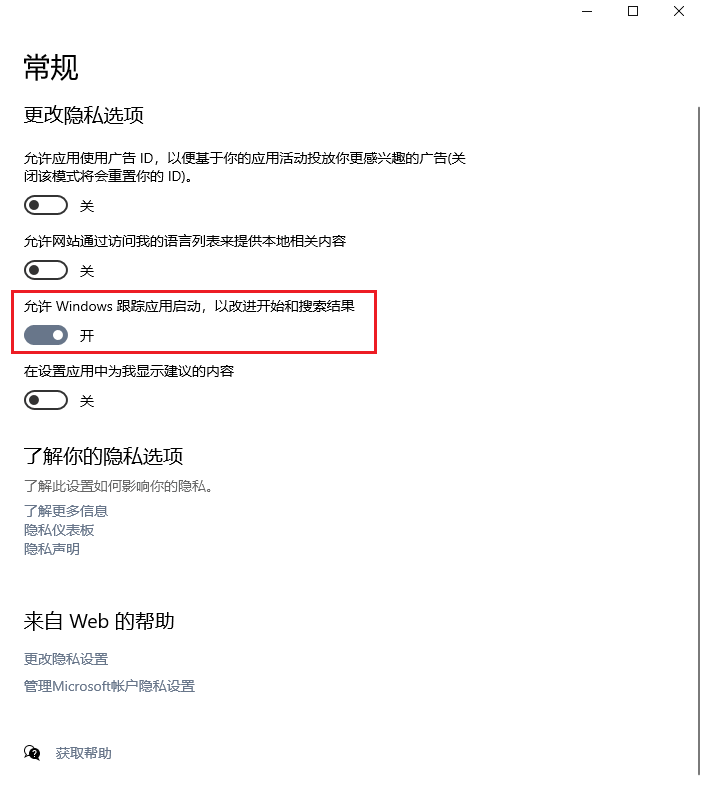 常规
更改隐私选项
允许应用使用广告 ID，以便基于你的应用活动投放你更感兴趣的广告(关
闭该模式将会重置你的 ID)。
关
允许网站通过访问我的语言列表来提供本地相关内容
关
允许 Windows 跟踪应用启动，以改进开始和搜索结果
开
在设置应用中为我显示建议的内容
关
了解你的隐私选项
了解此设置如何影响你的隐私。
了解更多信息
隐私仪表板
隐私声明
来自 Web 的帮助
更改隐私设置
管理Microsoft帐户隐私设置
获取帮助